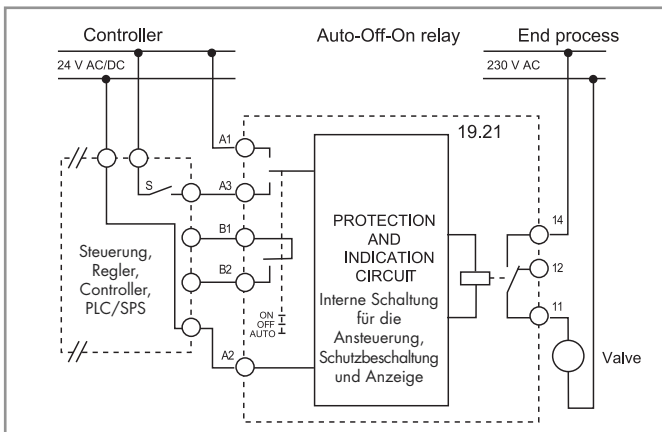 Controller
Auto-Off-On relay
End process
24 V AC/DC
230 V AC
A1
19.21
S
A3
14
B1
PROTECTION
AND
INDICATION
CIRCUIT
12
B2
Steuerung,
Regler,
Controller,
PLC/SPS
Interne Schaltung
für die
Ansteuerung,
Schutzbeschaltung
und Anzeige
11
ON
OFF
AUTO
A2
Valve